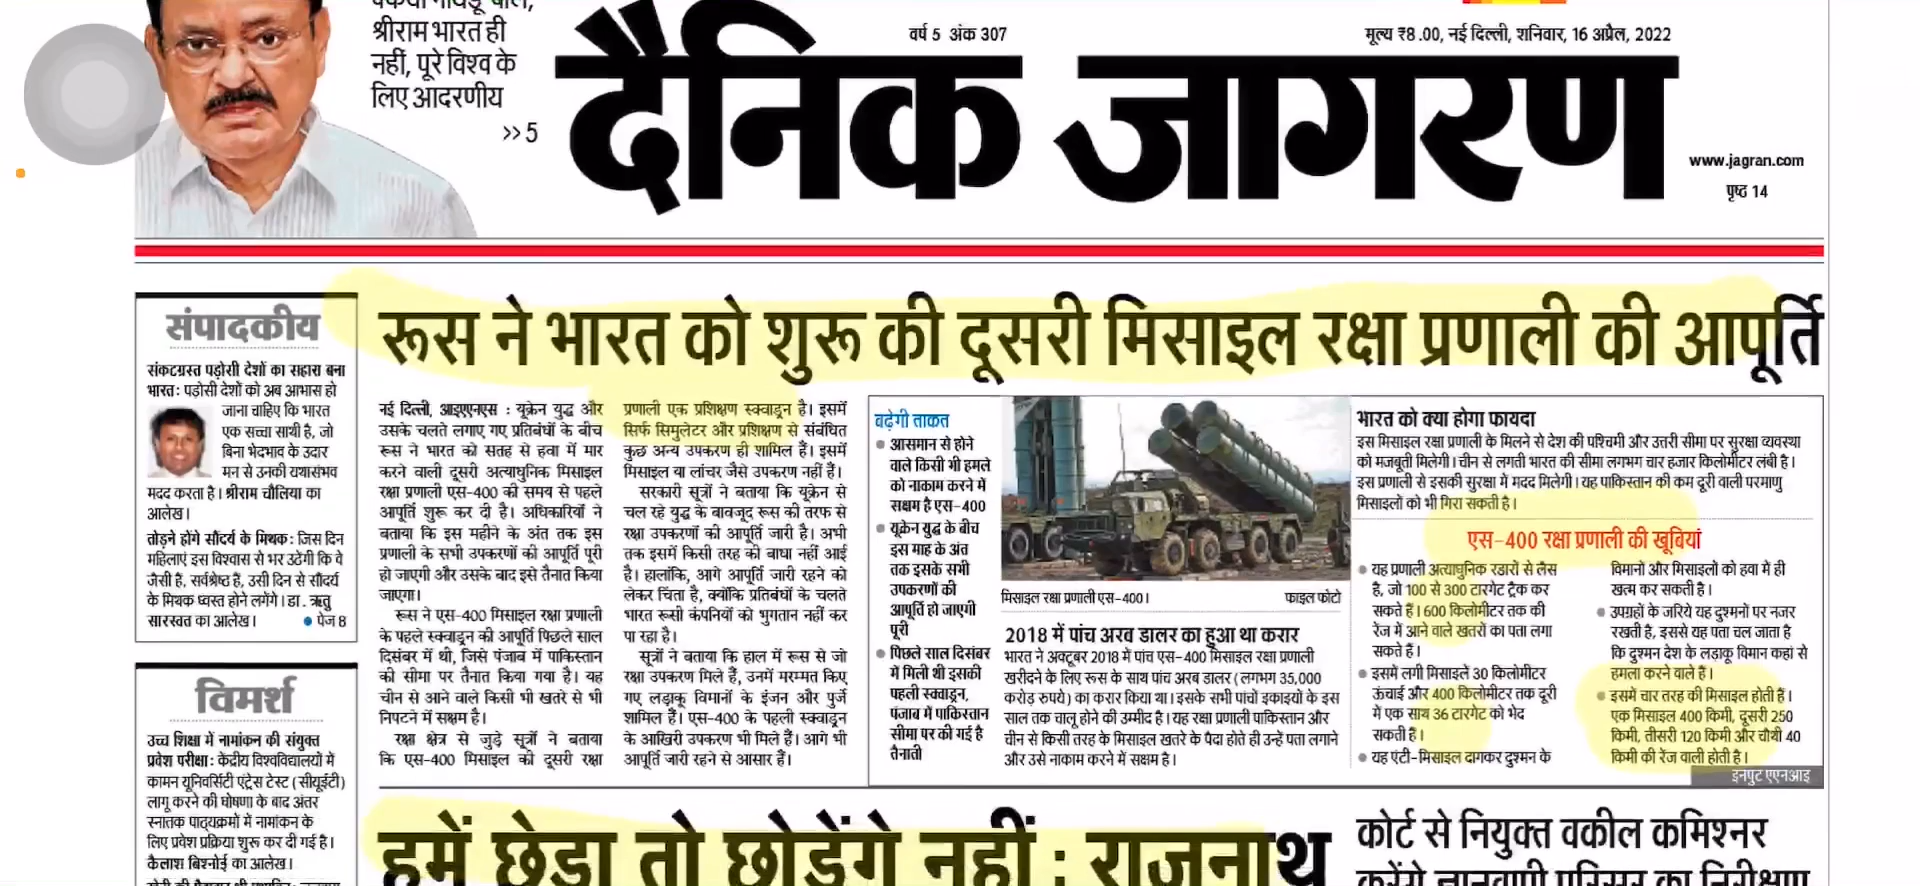 श्रीराम भारत ही
नहीं, पूरे विश्व के
लिए आदरणीय
>> 5
वर्ष 5 अंक 307
मूल्य ₹8.00, नई दिल्ली, शनिवार, 16 अप्रैल, 2022
दैनिक जागरण
www.jagran.com
पृष्ठ 14
संपादकीय
संकटग्रस्त पड़ोसी देशों का सहारा बना
भारत: पड़ोसी देशों को अब आभास हो
जाना चाहिए कि भारत
एक सच्चा साथी है, जो
बिना भेदभाव के उदार
मन से उनकी यथासंभव
मदद करता है। श्रीराम चौलिया का
आलेख।
तोड़ने होंगे सौंदर्य के मिथक: जिस दिन
महिलाएं इस विश्वास से भर उठेंगी कि वे
जैसी हैं, सर्वश्रेष्ठ हैं, उसी दिन से सौंदर्य
के मिथक ध्वस्त होने लगेंगे। डा. ऋतु
सारस्वत का आलेख। ● पेज 8
विमर्श
उच्च शिक्षा में नामांकन की संयुक्त
प्रवेश परीक्षा: केंद्रीय विश्वविद्यालयों में
कामन यूनिवर्सिटी एंट्रेंस टेस्ट (सीयूईटी)
लागू करने की घोषणा के बाद अंतर
स्नातक पाठ्यक्रमों में नामांकन के
लिए प्रवेश प्रक्रिया शुरू कर दी गई है।
कैलाश बिश्नोई का आलेख।
रूस ने भारत को शुरू की दूसरी मिसाइल रक्षा प्रणाली की आपूर्ति
नई दिल्ली, आइएएनएस : यूक्रेन युद्ध और
उसके चलते लगाए गए प्रतिबंधों के बीच
रूस ने भारत को सतह से हवा में मार
करने वाली दूसरी अत्याधुनिक मिसाइल
रक्षा प्रणाली एस-400 की समय से पहले
आपूर्ति शुरू कर दी है। अधिकारियों ने
बताया कि इस महीने के अंत तक इस
प्रणाली के सभी उपकरणों की आपूर्ति पूरी
हो जाएगी और उसके बाद इसे तैनात किया
जाएगा।
रूस ने एस-400 मिसाइल रक्षा प्रणाली
के पहले स्क्वाड्रन की आपूर्ति पिछले साल
दिसंबर में थी, जिसे पंजाब में पाकिस्तान
की सीमा पर तैनात किया गया है। यह
चीन से आने वाले किसी भी खतरे से भी
निपटने में सक्षम है।
रक्षा क्षेत्र से जुड़े सूत्रों ने बताया
कि एस-400 मिसाइल की दूसरी रक्षा
प्रणाली एक प्रशिक्षण स्क्वाड्रन है। इसमें
सिर्फ सिमुलेटर और प्रशिक्षण से संबंधित
कुछ अन्य उपकरण ही शामिल हैं। इसमें
मिसाइल या लांचर जैसे उपकरण नहीं हैं।
सरकारी सूत्रों ने बताया कि यूक्रेन से
चल रहे युद्ध के बावजूद रूस की तरफ से
रक्षा उपकरणों की आपूर्ति जारी है। अभी
तक इसमें किसी तरह की बाधा नहीं आई
है। हालांकि, आगे आपूर्ति जारी रहने को
लेकर चिंता है, क्योंकि प्रतिबंधों के चलते
भारत रूसी कंपनियों को भुगतान नहीं कर
पा रहा है।
सूत्रों ने बताया कि हाल में रूस से जो
रक्षा उपकरण मिले हैं, उनमें मरम्मत किए
गए लड़ाकू विमानों के इंजन और पुर्जे
शामिल हैं। एस-400 के पहली स्क्वाड्रन
के आखिरी उपकरण भी मिले हैं। आगे भी
आपूर्ति जारी रहने से आसार हैं।
बढ़ेगी ताकत
● आसमान से होने
वाले किसी भी हमले
को नाकाम करने में
सक्षम है एस-400
● यूक्रेन युद्ध के बीच
इस माह के अंत
तक इसके सभी
उपकरणों की
आपूर्ति हो जाएगी
पूरी
● पिछले साल दिसंबर
में मिली थी इसकी
पहली स्क्वाड्रन,
पंजाब में पाकिस्तान
सीमा पर की गई है
तैनाती
मिसाइल रक्षा प्रणाली एस-400। फाइल फोटो
2018 में पांच अरब डालर का हुआ था करार
भारत ने अक्टूबर 2018 में पांच एस-400 मिसाइल रक्षा प्रणाली
खरीदने के लिए रूस के साथ पांच अरब डालर (लगभग 35,000
करोड़ रुपये) का करार किया था। इसके सभी पांचों इकाइयों के इस
साल तक चालू होने की उम्मीद है। यह रक्षा प्रणाली पाकिस्तान और
चीन से किसी तरह के मिसाइल खतरे के पैदा होते ही उन्हें पता लगाने
और उसे नाकाम करने में सक्षम है।
भारत को क्या होगा फायदा
इस मिसाइल रक्षा प्रणाली के मिलने से देश की पश्चिमी और उत्तरी सीमा पर सुरक्षा व्यवस्था
को मजबूती मिलेगी। चीन से लगती भारत की सीमा लगभग चार हजार किलोमीटर लंबी है।
इस प्रणाली से इसकी सुरक्षा में मदद मिलेगी। यह पाकिस्तान की कम दूरी वाली परमाणु
मिसाइलों को भी गिरा सकती है।
एस-400 रक्षा प्रणाली की खूबियां
● यह प्रणाली अत्याधुनिक रडारों से लैस
है, जो 100 से 300 टारगेट ट्रैक कर
सकते हैं। 600 किलोमीटर तक की
रेंज में आने वाले खतरों का पता लगा
सकते हैं।
● इसमें लगी मिसाइलें 30 किलोमीटर
ऊंचाई और 400 किलोमीटर तक दूरी
में एक साथ 36 टारगेट को भेद
सकती हैं।
● यह एंटी-मिसाइल दागकर दुश्मन के
विमानों और मिसाइलों को हवा में ही
खत्म कर सकती है।
● उपग्रहों के जरिये यह दुश्मनों पर नजर
रखती है, इससे यह पता चल जाता है
कि दुश्मन देश के लड़ाकू विमान कहां से
हमला करने वाले हैं।
● इसमें चार तरह की मिसाइल होती हैं।
एक मिसाइल 400 किमी, दूसरी 250
किमी, तीसरी 120 किमी और चौथी 40
किमी की रेंज वाली होती है।
इनपुट एएनआइ
हमें छेड़ा तो छोड़ेंगे नहीं : राजनाथ
कोर्ट से नियुक्त वकील कमिश्नर
करेंगे ज्ञानवापी परिसर का निरीक्षण